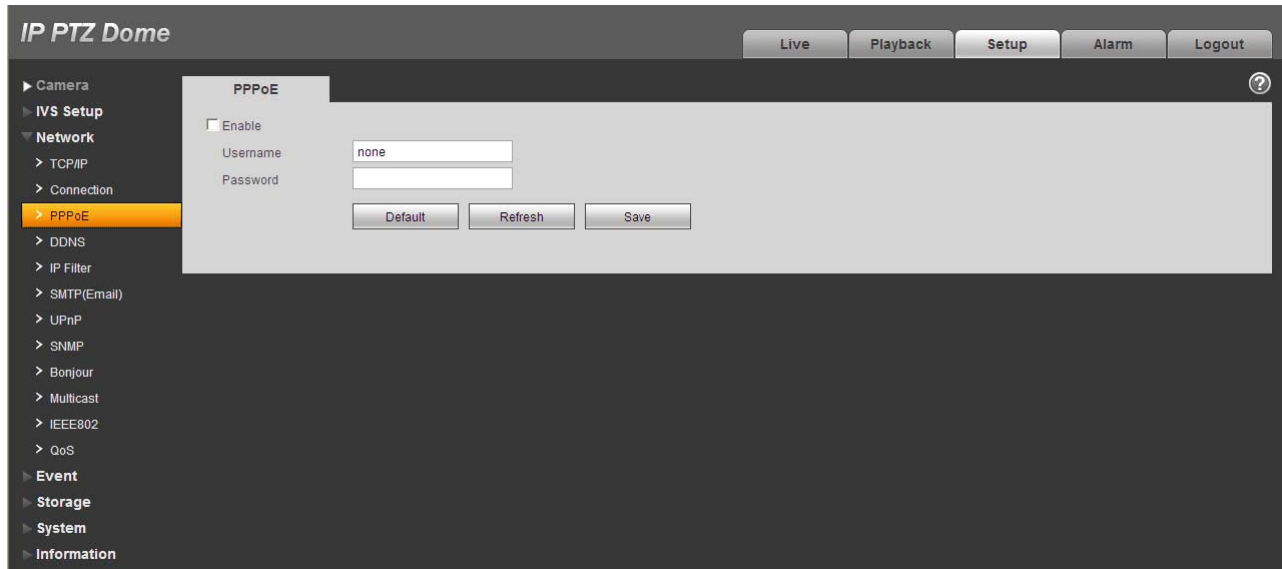 IP PTZ Dome
Live
Playback
Setup
Alarm
Logout
Camera
IVS Setup
Network
TCP/IP
Connection
PPPoE
DDNS
IP Filter
SMTP(Email)
UPnP
SNMP
Bonjour
Multicast
IEEE802
QoS
Event
Storage
System
Information
PPPoE
?
Enable
Username
none
Password
Default
Refresh
Save